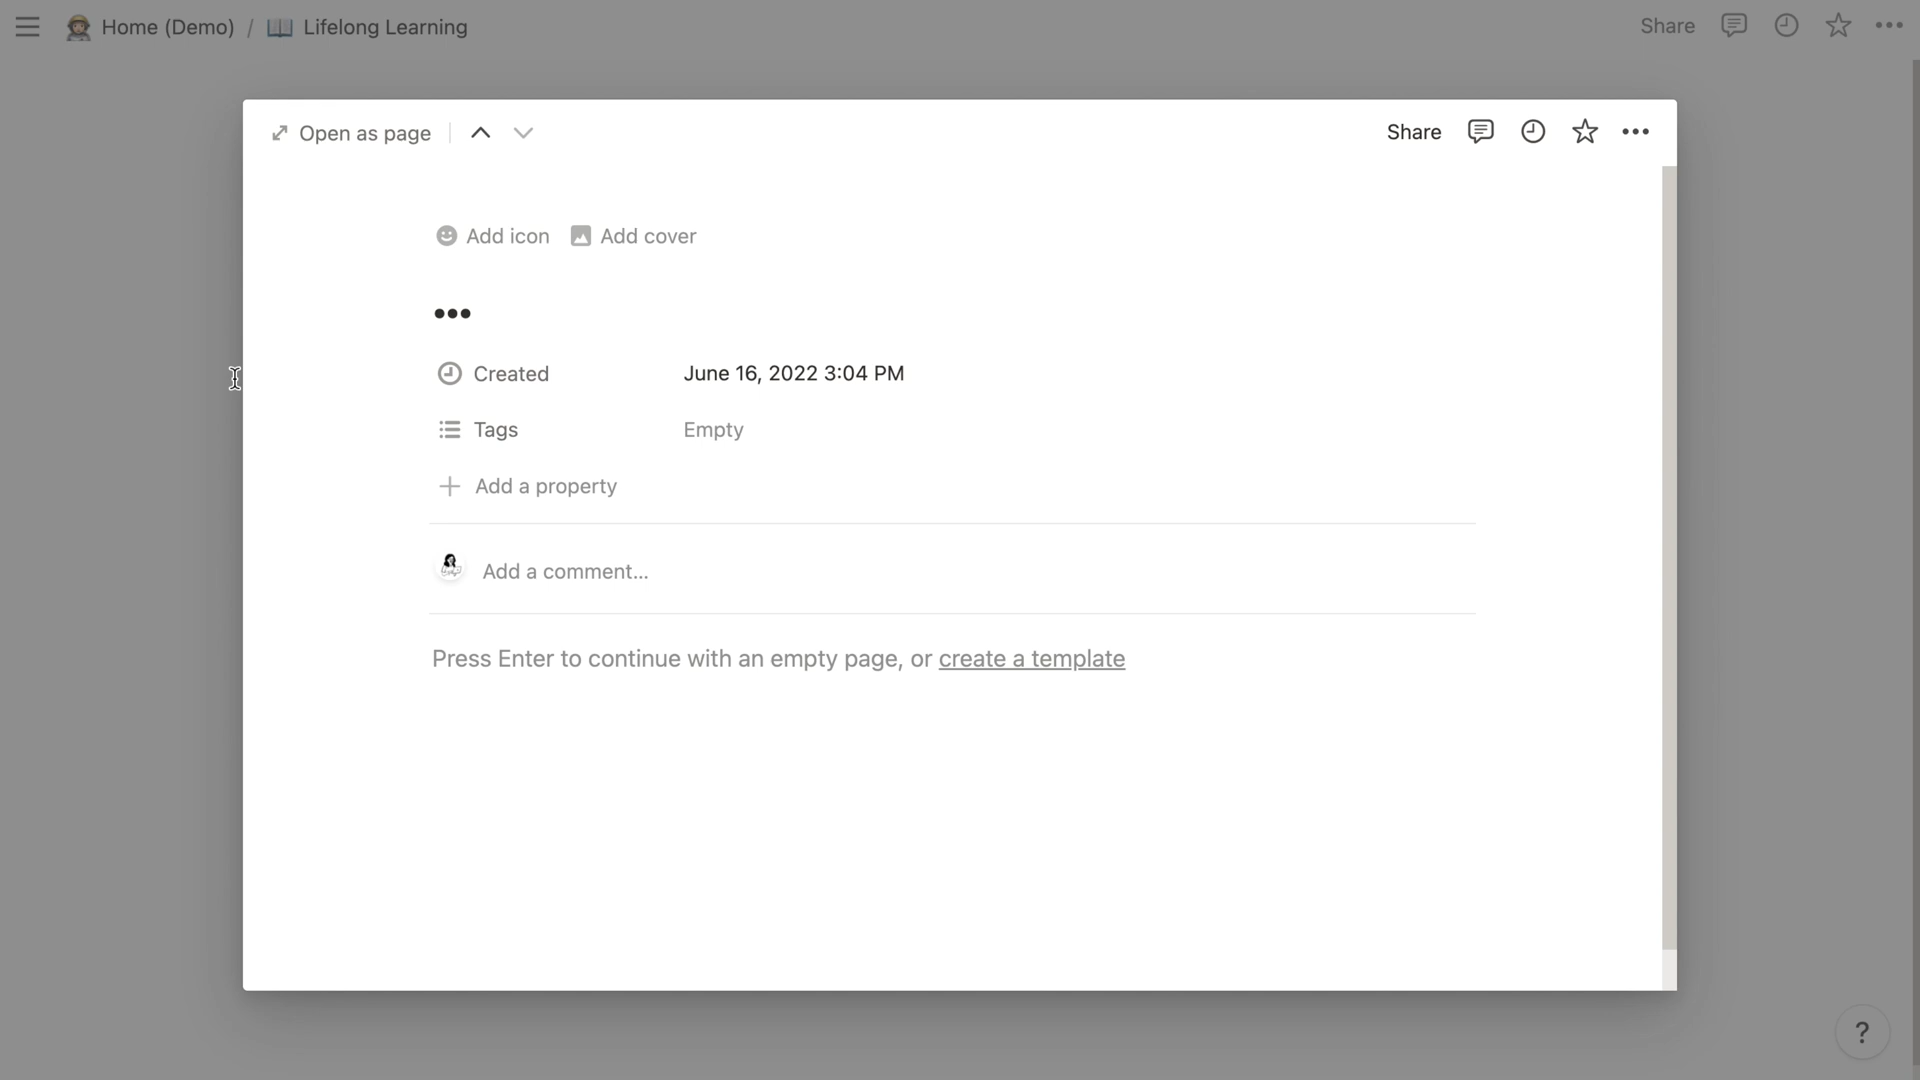 Home (Demo) / Lifelong Learning
Share
Open as page
Share
Add icon Add cover
•••
Created June 16, 2022 3:04 PM
Tags Empty
Add a property
Add a comment...
Press Enter to continue with an empty page, or create a template
?